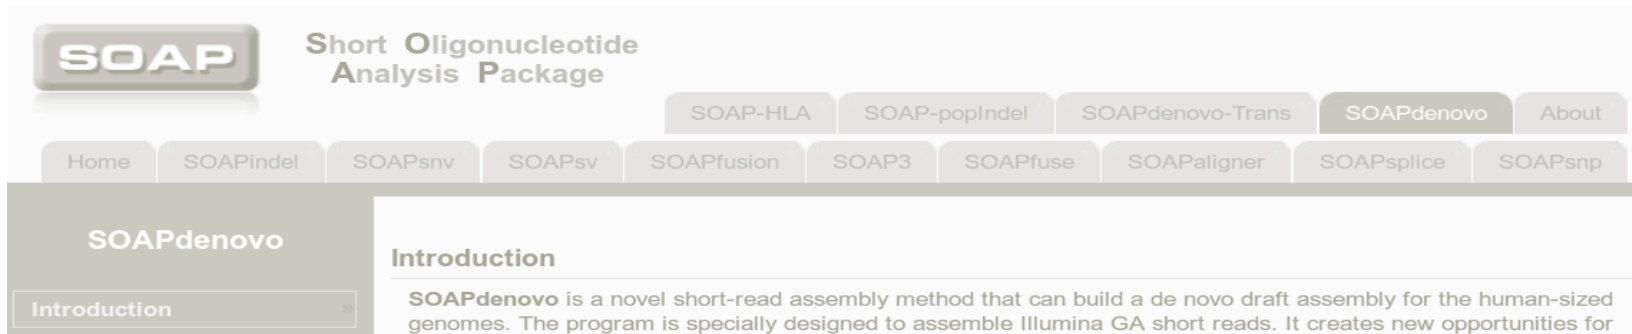 SOAP
Short Oligonucleotide
Analysis Package
SOAP-HLA SOAP-popIndel SOAPdenovo-Trans SOAPdenovo About
Home SOAPindel SOAPsnv SOAPsv SOAPfusion SOAP3 SOAPfuse SOAPaligner SOAPsplice SOAPsnp
SOAPdenovo
Introduction »
Introduction
SOAPdenovo is a novel short-read assembly method that can build a de novo draft assembly for the human-sized
genomes. The program is specially designed to assemble Illumina GA short reads. It creates new opportunities for